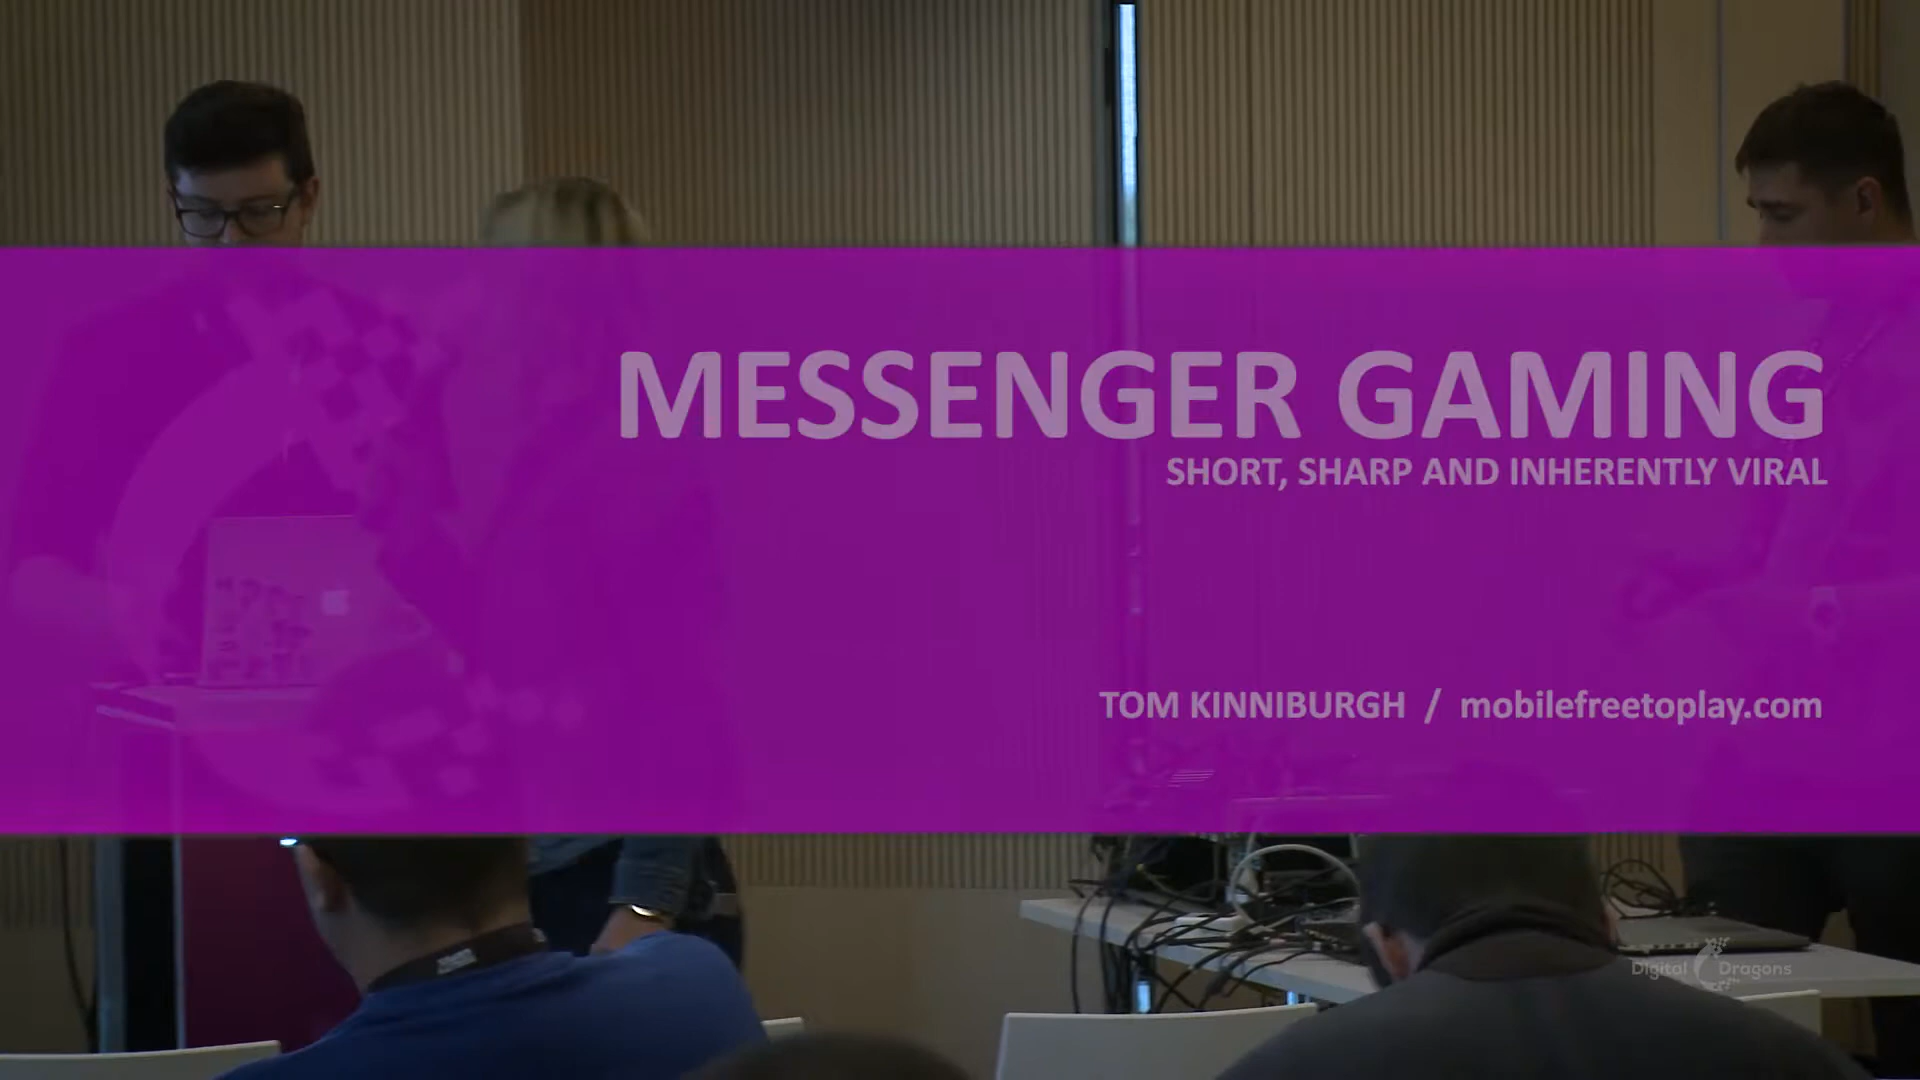 MESSENGER GAMING
SHORT, SHARP AND INHERENTLY VIRAL
TOM KINNIBURGH / mobilefreetoplay.com
Digital Dragons